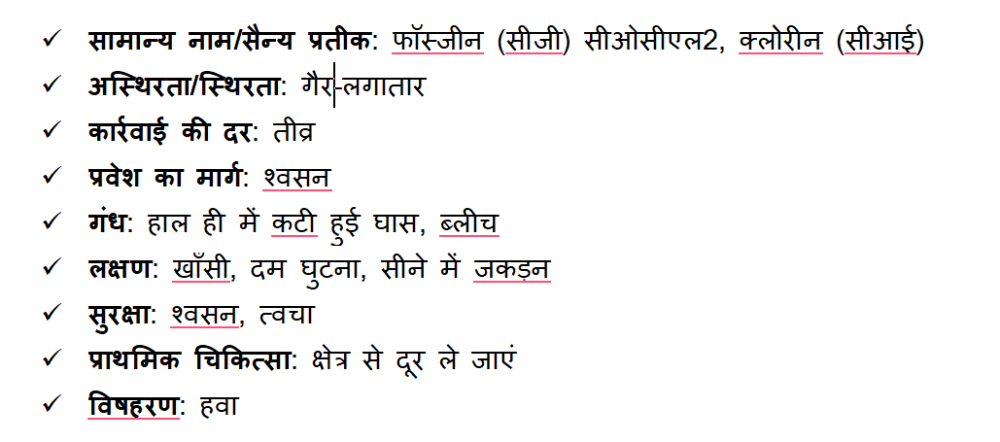 ✓ सामान्य नाम/सैन्य प्रतीक: फॉस्जीन (सीजी) सीओसीएल2, क्लोरीन (सीआई)
✓ अस्थिरता/स्थिरता: गैर-लगातार
✓ कार्रवाई की दर: तीव्र
✓ प्रवेश का मार्ग: श्वसन
✓ गंध: हाल ही में कटी हुई घास, ब्लीच
✓ लक्षण: खाँसी, दम घुटना, सीने में जकड़न
✓ सुरक्षा: श्वसन, त्वचा
✓ प्राथमिक चिकित्सा: क्षेत्र से दूर ले जाएं
✓ विषहरण: हवा